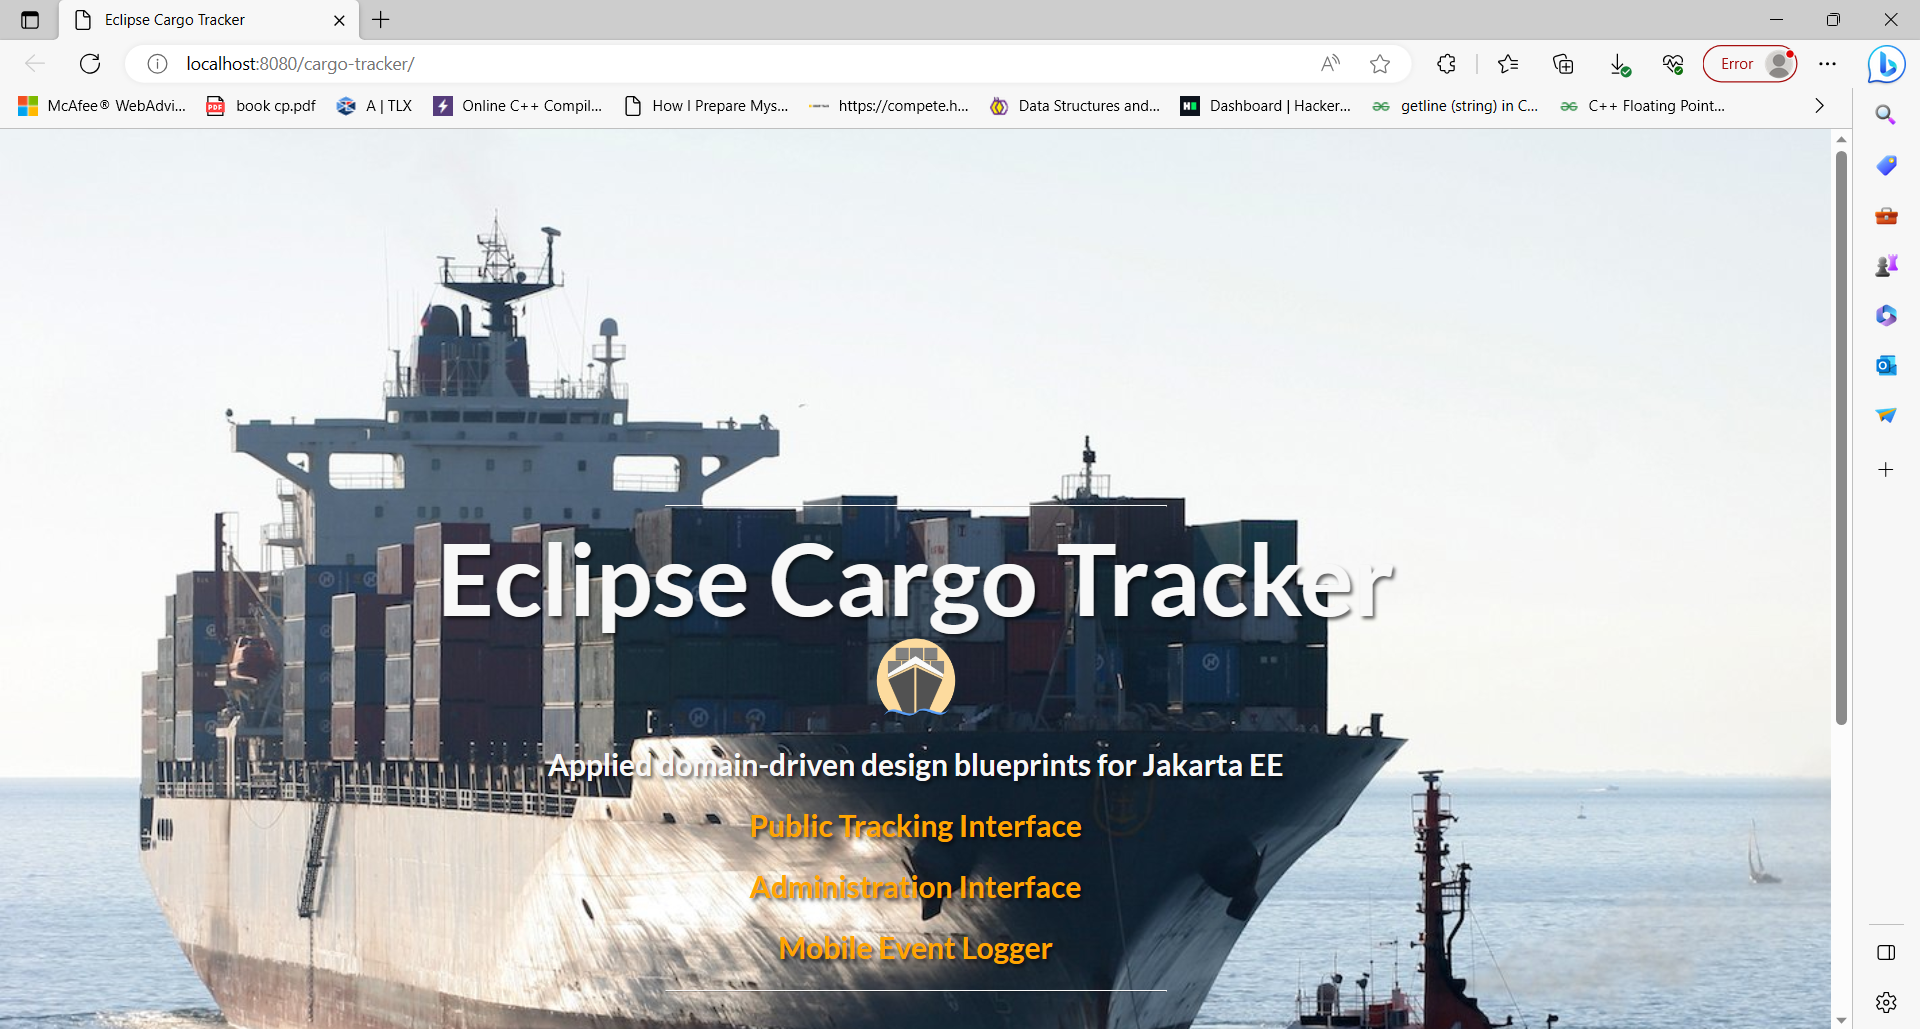 Eclipse Cargo Tracker
localhost:8080/cargo-tracker/
Error
McAfee® WebAdvi...
book cp.pdf
A | TLX
Online C++ Compil...
How I Prepare Mys...
https://compete.h...
Data Structures and...
Dashboard | Hacker...
getline (string) in C...
C++ Floating Point...
Eclipse Cargo Tracker
Applied domain-driven design blueprints for Jakarta EE
Public Tracking Interface
Administration Interface
Mobile Event Logger